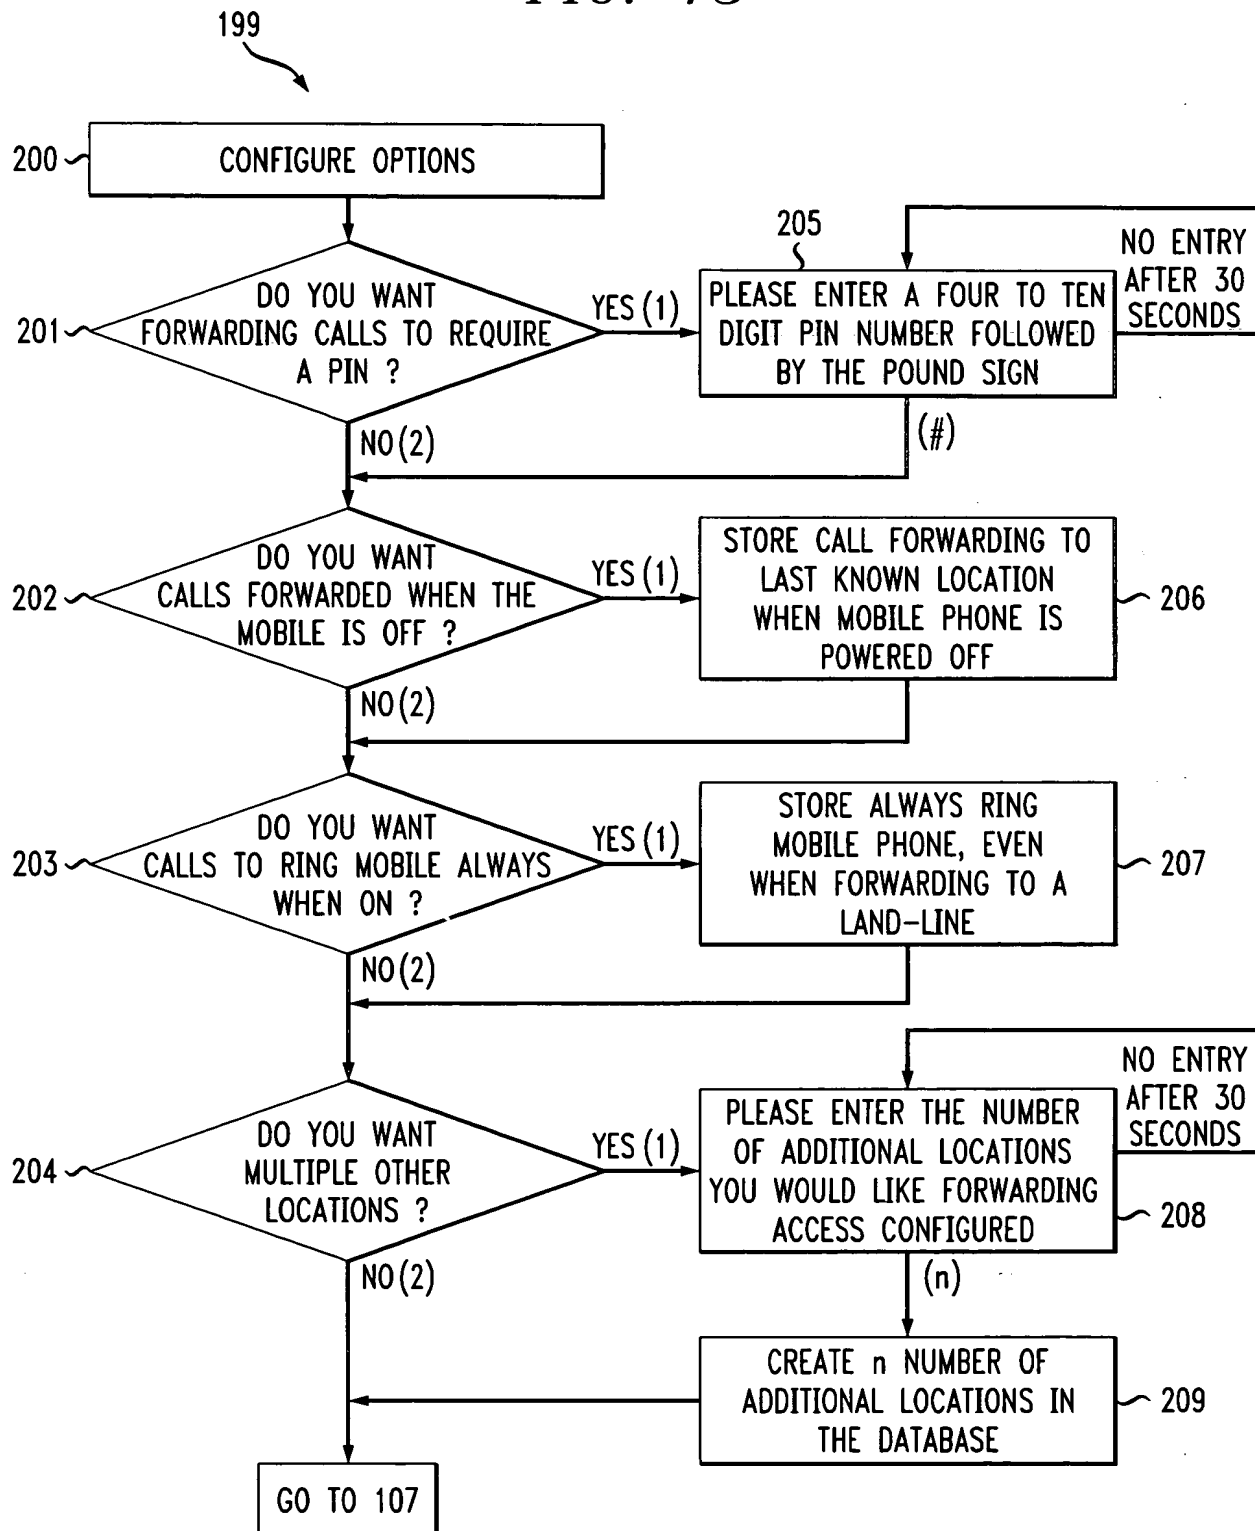 199
200
CONFIGURE OPTIONS
201
DO YOU WANT
FORWARDING CALLS TO REQUIRE
A PIN ?
YES (1)
NO (2)
205
PLEASE ENTER A FOUR TO TEN
DIGIT PIN NUMBER FOLLOWED
BY THE POUND SIGN
NO ENTRY
AFTER 30
SECONDS
(#)
202
DO YOU WANT
CALLS FORWARDED WHEN THE
MOBILE IS OFF ?
YES (1)
NO (2)
STORE CALL FORWARDING TO
LAST KNOWN LOCATION
WHEN MOBILE PHONE IS
POWERED OFF
206
203
DO YOU WANT
CALLS TO RING MOBILE ALWAYS
WHEN ON ?
YES (1)
NO (2)
STORE ALWAYS RING
MOBILE PHONE, EVEN
WHEN FORWARDING TO A
LAND-LINE
207
204
DO YOU WANT
MULTIPLE OTHER
LOCATIONS ?
YES (1)
NO (2)
PLEASE ENTER THE NUMBER
OF ADDITIONAL LOCATIONS
YOU WOULD LIKE FORWARDING
ACCESS CONFIGURED
208
NO ENTRY
AFTER 30
SECONDS
(n)
CREATE n NUMBER OF
ADDITIONAL LOCATIONS IN
THE DATABASE
209
GO TO 107